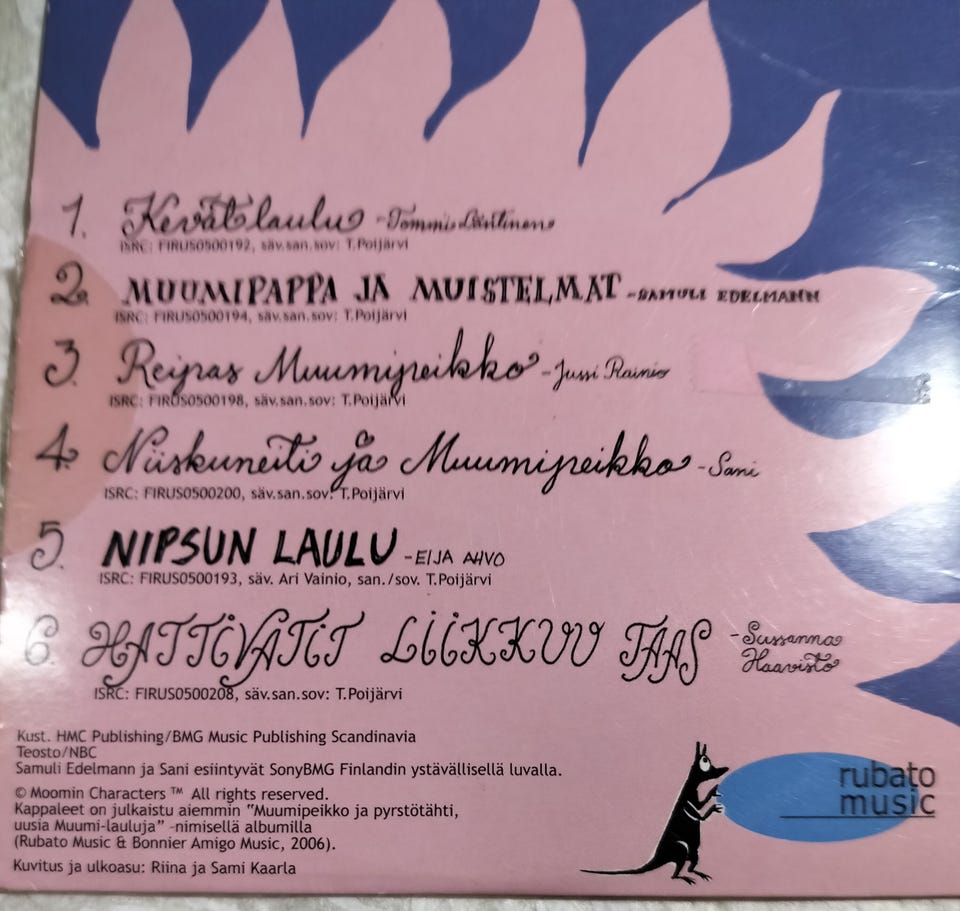 1. Kevätlaulu - Tommi Läntinen
ISRC: FIRUS0500192, säv.san.sov: T.Poijärvi
2. MUUMIPAPPA JA MUISTELMAT - SAMULI EDELMANN
ISRC: FIRUS0500194, säv.san.sov: T.Poijärvi
3. Reipas Muumipeikko - Jussi Rainio
ISRC: FIRUS0500198, säv.san.sov: T.Poijärvi
4. Niiskuneiti ja Muumipeikko - Sani
ISRC: FIRUS0500200, säv.san.sov: T.Poijärvi
5. NIPSUN LAULU - EIJA AHVO
ISRC: FIRUS0500193, säv. Ari Vainio, san./sov. T.Poijärvi
6. HATTIVATIT LIIKKUU TAAS - Sussanna
Haavisto
ISRC: FIRUS0500208, säv.san.sov: T.Poijärvi
Kust. HMC Publishing/BMG Music Publishing Scandinavia
Teosto/NBC
Samuli Edelmann ja Sani esiintyvät SonyBMG Finlandin ystävällisellä luvalla.
© Moomin Characters ™ All rights reserved.
Kappaleet on julkaistu aiemmin "Muumipeikko ja pyrstötähti,
uusia Muumi-lauluja" -nimisellä albumilla
(Rubato Music & Bonnier Amigo Music, 2006).
Kuvitus ja ulkoasu: Riina ja Sami Kaarla
rubato
music